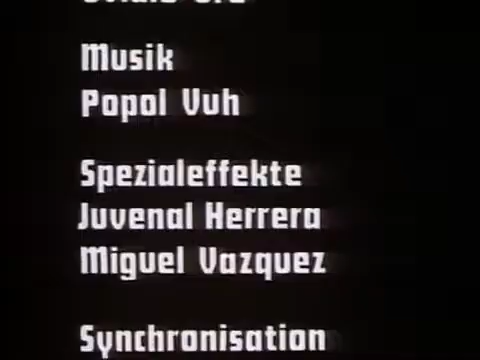 Musik
Popol Vuh
Spezialeffekte
Juvenal Herrera
Miguel Vazquez
Synchronisation